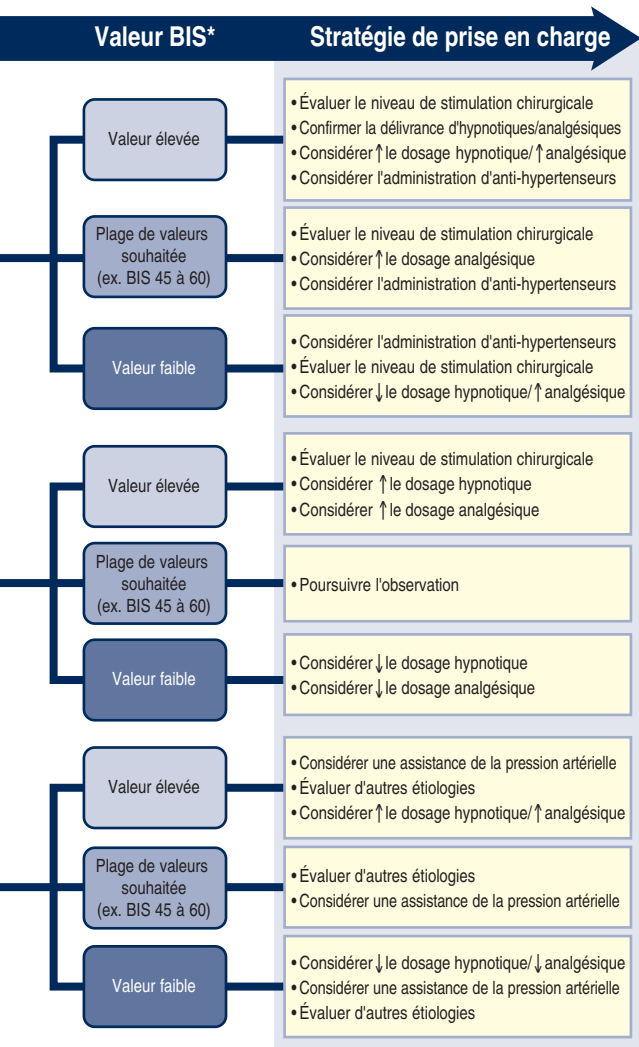 Valeur BIS* Stratégie de prise en charge
Valeur élevée
• Évaluer le niveau de stimulation chirurgicale
• Confirmer la délivrance d'hypnotiques/analgésiques
• Considérer ↑ le dosage hypnotique/ ↑ analgésique
• Considérer l'administration d'anti-hypertenseurs
Plage de valeurs
souhaitée
(ex. BIS 45 à 60)
• Évaluer le niveau de stimulation chirurgicale
• Considérer ↑ le dosage analgésique
• Considérer l'administration d'anti-hypertenseurs
Valeur faible
• Considérer l'administration d'anti-hypertenseurs
• Évaluer le niveau de stimulation chirurgicale
• Considérer ↓ le dosage hypnotique/ ↑ analgésique
Valeur élevée
• Évaluer le niveau de stimulation chirurgicale
• Considérer ↑ le dosage hypnotique
• Considérer ↑ le dosage analgésique
Plage de valeurs
souhaitée
(ex. BIS 45 à 60)
• Poursuivre l'observation
Valeur faible
• Considérer ↓ le dosage hypnotique
• Considérer ↓ le dosage analgésique
Valeur élevée
• Considérer une assistance de la pression artérielle
• Évaluer d'autres étiologies
• Considérer ↑ le dosage hypnotique/ ↑ analgésique
Plage de valeurs
souhaitée
(ex. BIS 45 à 60)
• Évaluer d'autres étiologies
• Considérer une assistance de la pression artérielle
Valeur faible
• Considérer ↓ le dosage hypnotique/ ↓ analgésique
• Considérer une assistance de la pression artérielle
• Évaluer d'autres étiologies